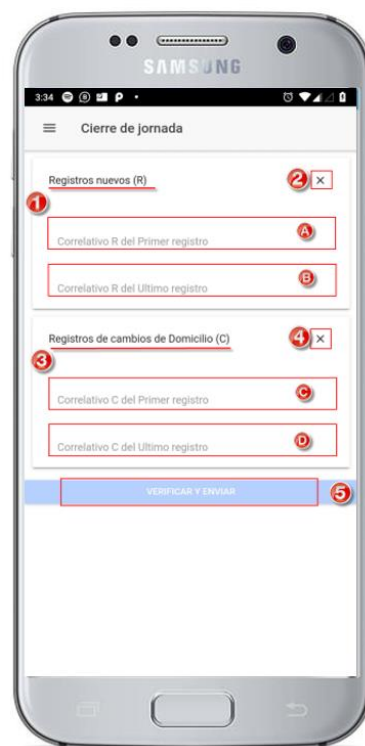 SAMSUNG
3:34
Cierre de jornada
Registros nuevos (R)
2
1
Correlativo R del Primer registro
A
Correlativo R del Ultimo registro
B
Registros de cambios de Domicilio (C)
4
3
Correlativo C del Primer registro
C
Correlativo C del Ultimo registro
D
VERIFICAR Y ENVIAR
5